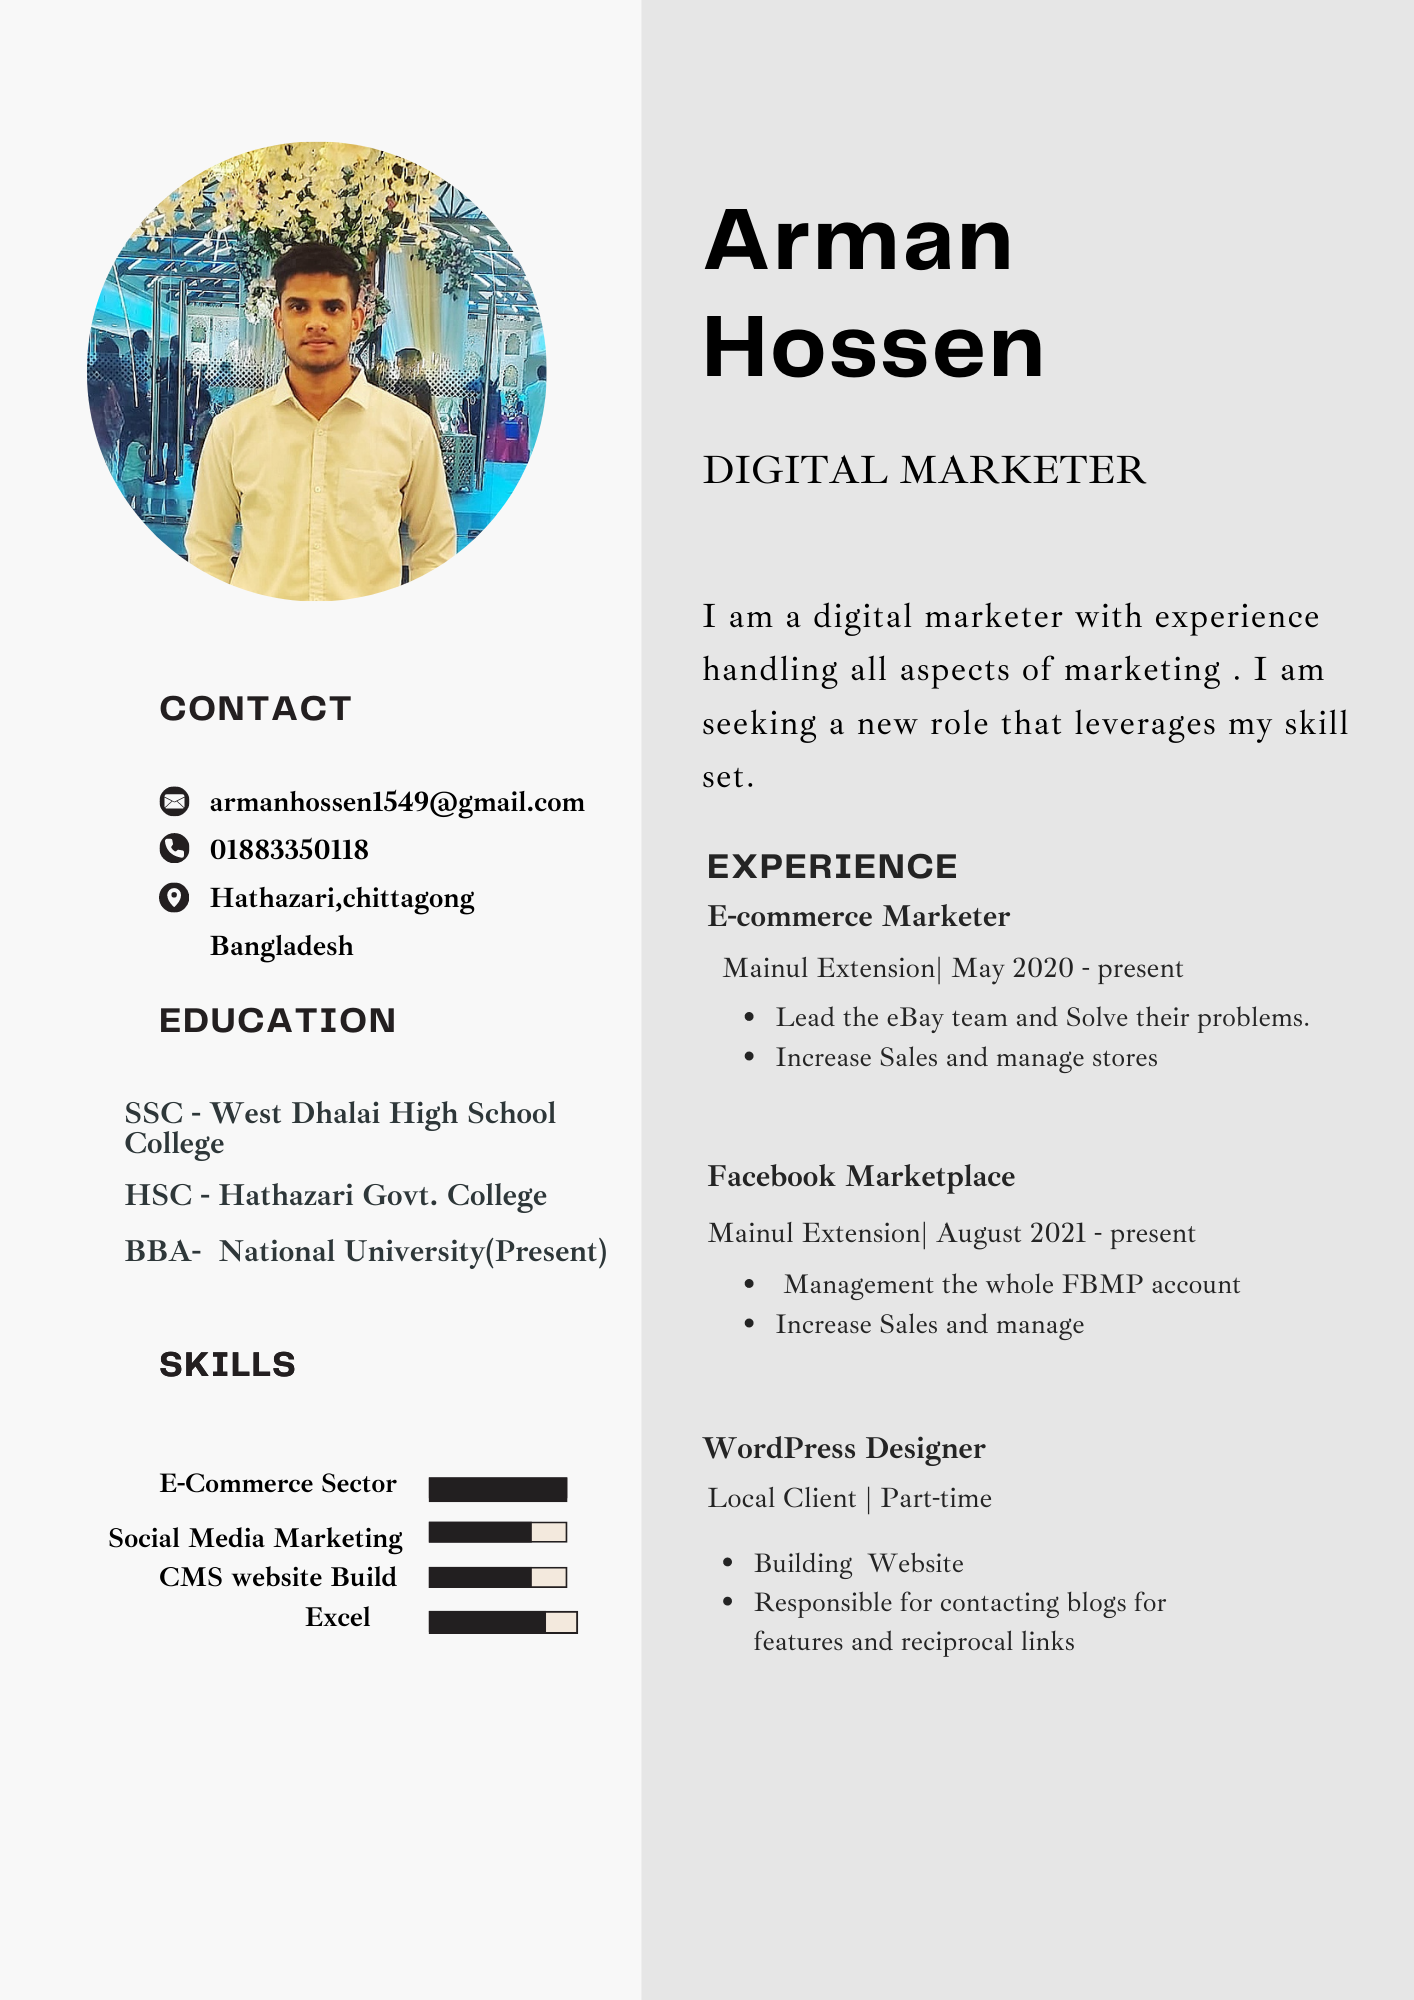 Arman
Hossen
DIGITAL MARKETER
I am a digital marketer with experience
handling all aspects of marketing . I am
seeking a new role that leverages my skill
set.
CONTACT
armanhossen1549@gmail.com
01883350118
Hathazari,chittagong
Bangladesh
EDUCATION
SSC - West Dhalai High School
College
HSC - Hathazari Govt. College
BBA-  National University(Present)
SKILLS
E-Commerce Sector
Social Media Marketing
CMS website Build
Excel
EXPERIENCE
E-commerce Marketer
Mainul Extension| May 2020 - present
• Lead the eBay team and Solve their problems.
• Increase Sales and manage stores
Facebook Marketplace
Mainul Extension| August 2021 - present
• Management the whole FBMP account
• Increase Sales and manage
WordPress Designer
Local Client | Part-time
• Building  Website
• Responsible for contacting blogs for
features and reciprocal links